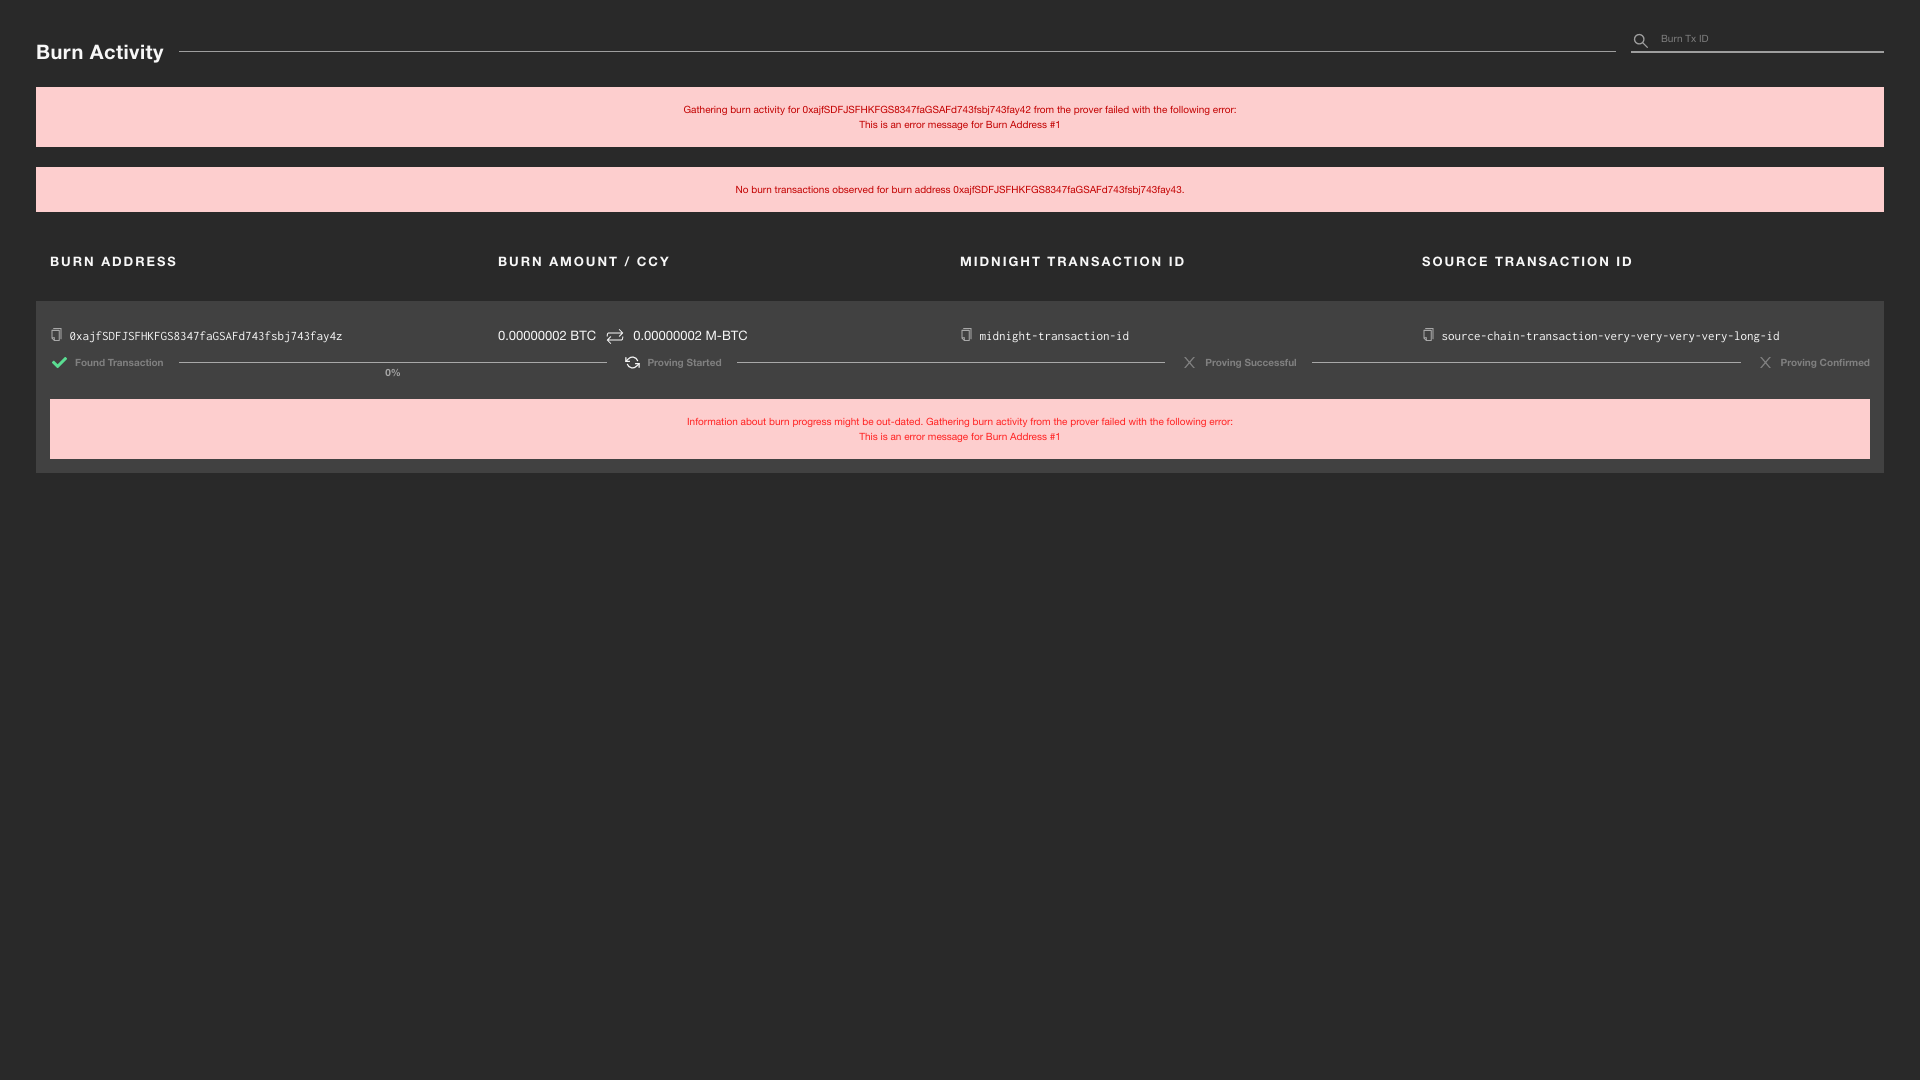 Burn Activity
Burn Tx ID
Gathering burn activity for 0xajfSDFJSFHKFGS8347faGSAFd743fsbj743fay42 from the prover failed with the following error:
This is an error message for Burn Address #1
No burn transactions observed for burn address 0xajfSDFJSFHKFGS8347faGSAFd743fsbj743fay43.
BURN ADDRESS BURN AMOUNT / CCY MIDNIGHT TRANSACTION ID SOURCE TRANSACTION ID
0xajfSDFJSFHKFGS8347faGSAFd743fsbj743fay4z 0.00000002 BTC 0.00000002 M-BTC midnight-transaction-id source-chain-transaction-very-very-very-very-long-id
Found Transaction Proving Started Proving Successful Proving Confirmed
0%
Information about burn progress might be out-dated. Gathering burn activity from the prover failed with the following error:
This is an error message for Burn Address #1